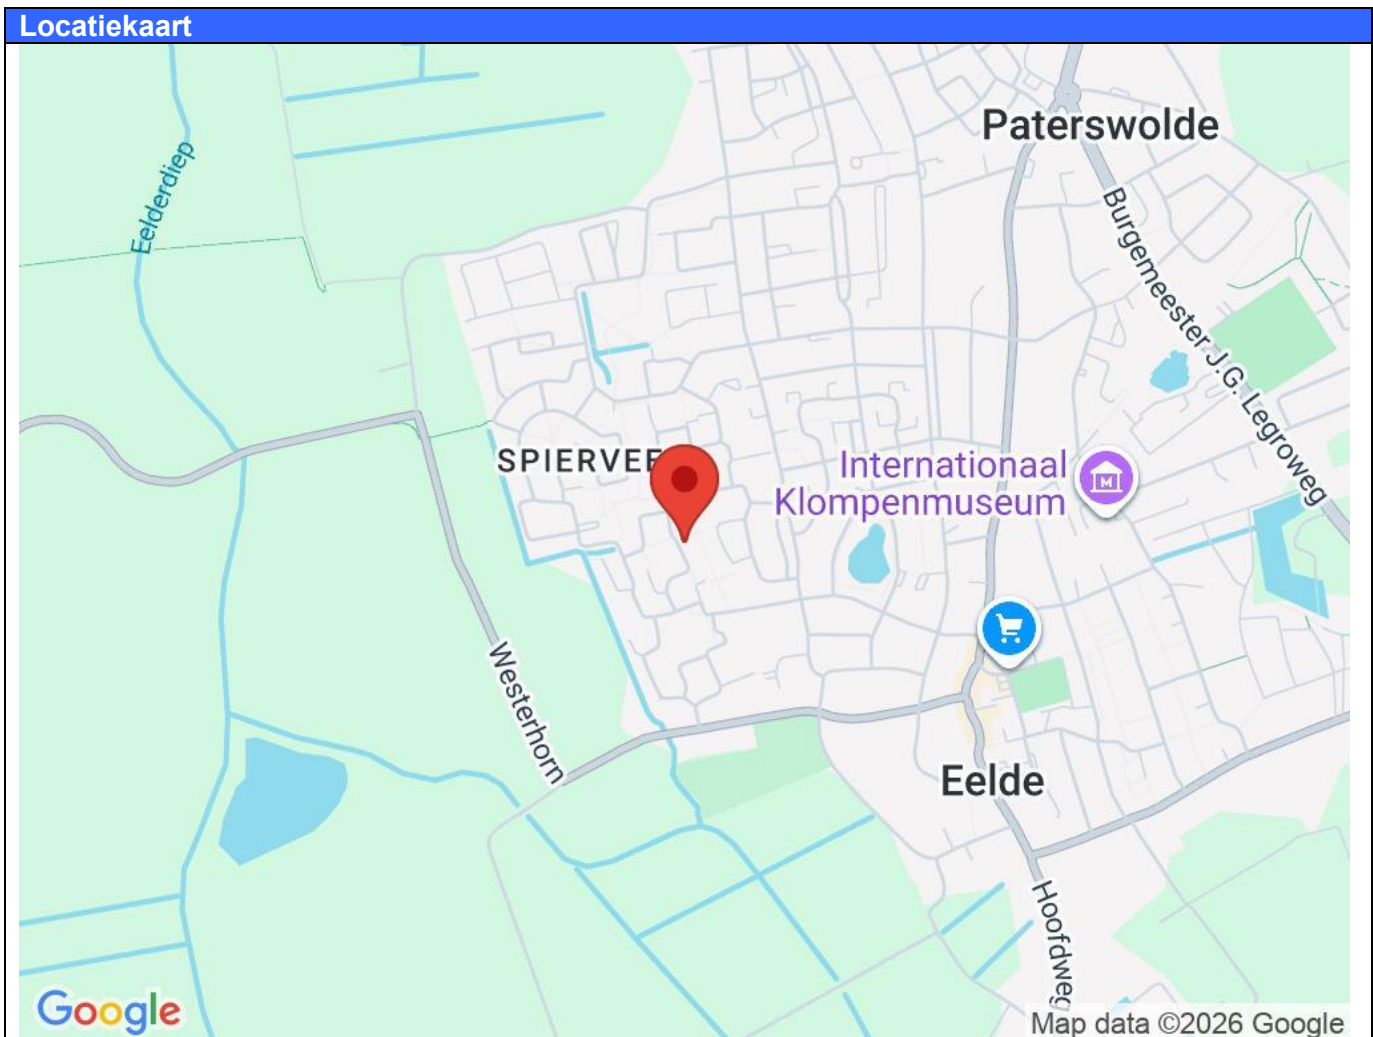 Locatiekaart
Paterswolde
Eelderdiep
Burgemeester J.G. Legroweg
SPIERVEE
Internationaal
Klompenmuseum
M
Westerhorn
Eelde
Hoofdweg
Google
Map data ©2026 Google